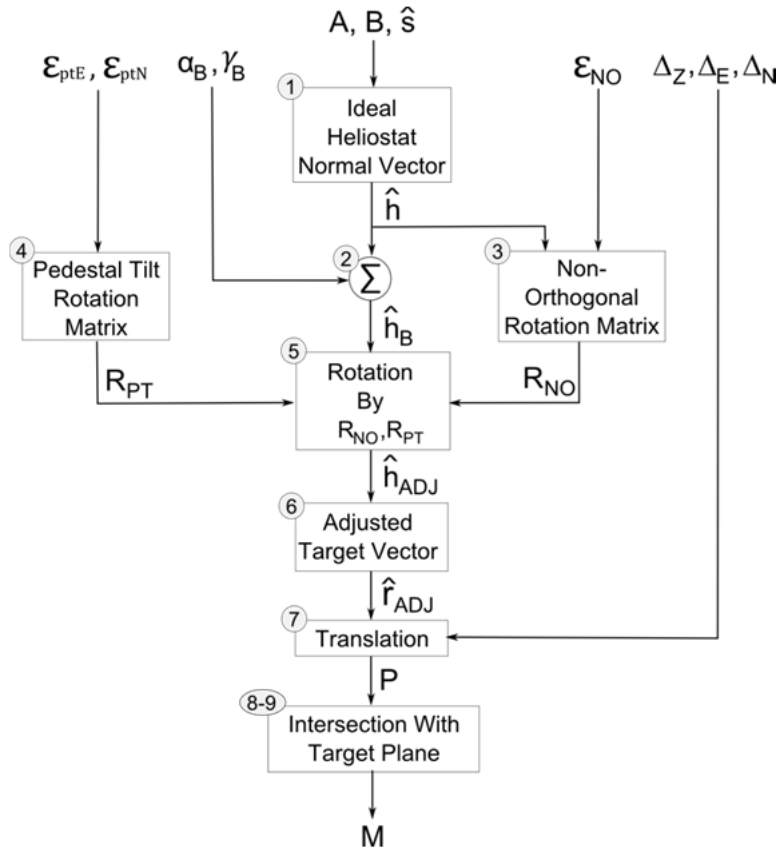 A, B, ŝ
ε_ptE, ε_ptN
α_B, γ_B
ε_NO
Δ_Z, Δ_E, Δ_N
1
Ideal
Heliostat
Normal Vector
ĥ
4
Pedestal Tilt
Rotation
Matrix
2
Σ
3
Non-
Orthogonal
Rotation Matrix
ĥ_B
R_PT
5
Rotation
By
R_NO, R_PT
R_NO
ĥ_ADJ
6
Adjusted
Target Vector
r̂_ADJ
7
Translation
P
8-9
Intersection With
Target Plane
M